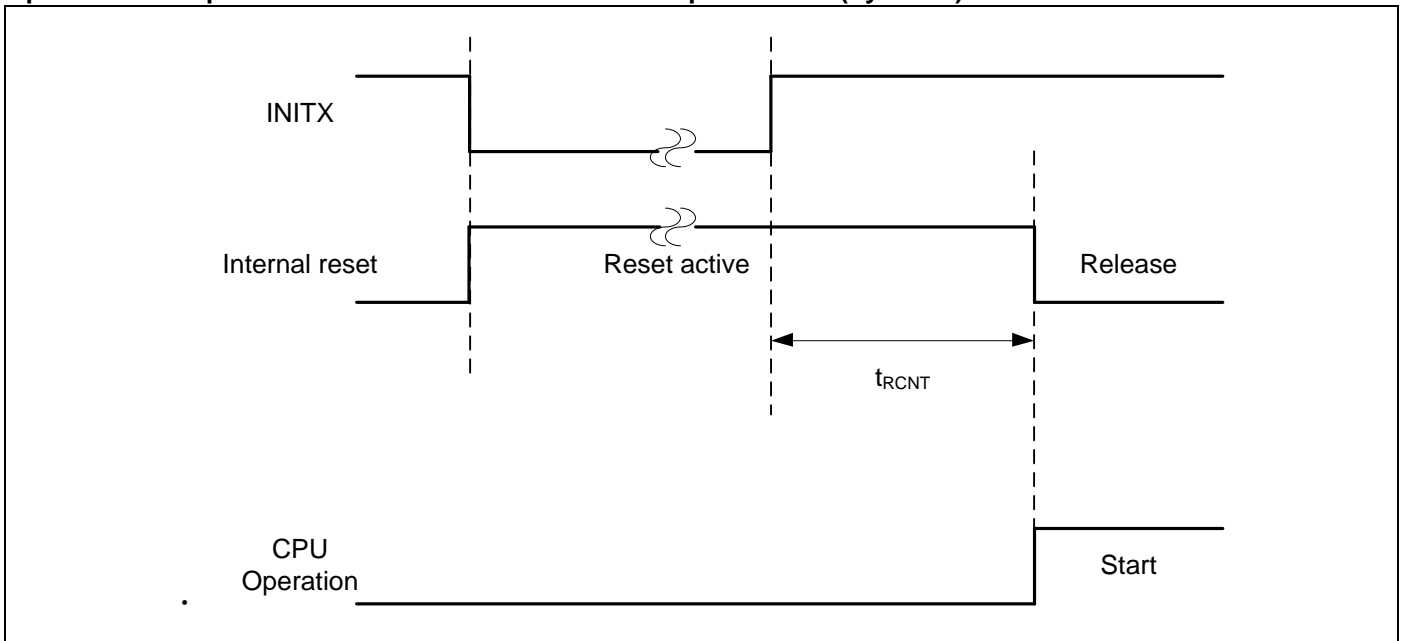 INITX
Internal reset
Reset active
Release
tRCNT
CPU
Operation
Start